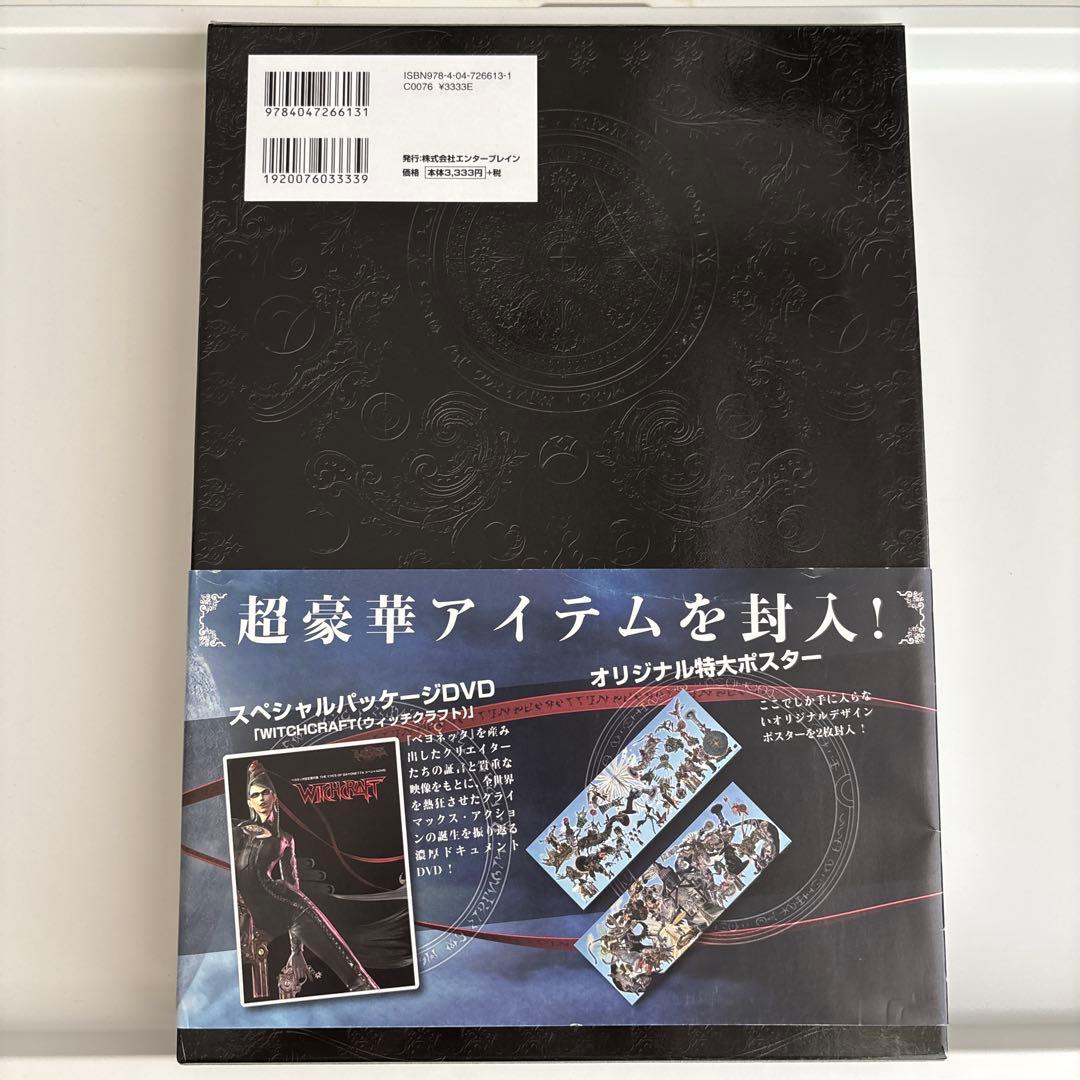 ISBN978-4-04-726613-1
C0076 ¥3333E
9784047266131
1920076033339
発行:株式会社エンターブレイン
価格 本体3,333円+税
超豪華アイテムを封入!
スペシャルパッケージDVD
「WITCHCRAFT(ウィッチクラフト)」
『ベヨネッタ』を産み
出したクリエイター
たちの証言と貴重な
映像をもとに、全世界
を熱狂させたクライ
マックス・アクショ
ンの誕生を振り返る
濃厚ドキュメント
DVD!
WITCHCRAFT
オリジナル特大ポスター
ここでしか手に入らな
いオリジナルデザイン
ポスターを2枚封入!